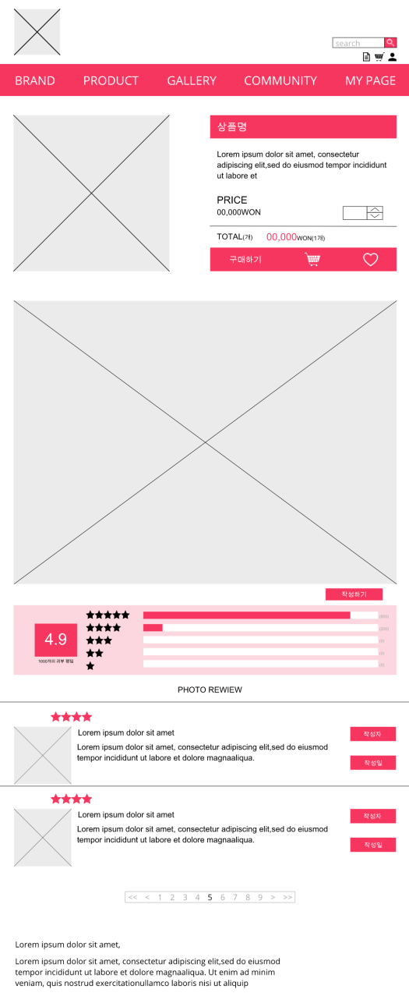 search
BRAND PRODUCT GALLERY COMMUNITY MY PAGE
상품명
Lorem ipsum dolor sit amet, consectetur
adipiscing elit,sed do eiusmod tempor incididunt
ut labore et
PRICE
00,000WON
TOTAL(개) 00,000WON(1개)
구매하기
작성하기
4.9
1000개의 리뷰 평점
(800)
(200)
(0)
(0)
(0)
PHOTO REWIEW
Lorem ipsum dolor sit amet
작성자
Lorem ipsum dolor sit amet, consectetur adipiscing elit,sed do eiusmod
tempor incididunt ut labore et dolore magnaaliqua.
작성일
Lorem ipsum dolor sit amet
작성자
Lorem ipsum dolor sit amet, consectetur adipiscing elit,sed do eiusmod
tempor incididunt ut labore et dolore magnaaliqua.
작성일
<< < 1 2 3 4 5 6 7 8 9 > >>
Lorem ipsum dolor sit amet,
Lorem ipsum dolor sit amet, consectetur adipiscing elit,sed do eiusmod
tempor incididunt ut labore et dolore magnaaliqua. Ut enim ad minim
veniam, quis nostrud exercitationullamco laboris nisi ut aliquip